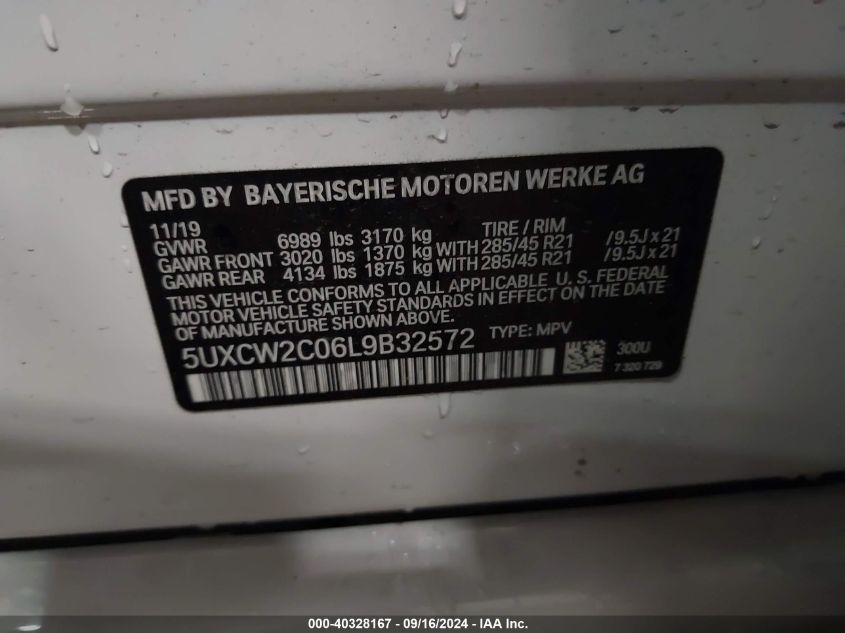 MFD BY BAYERISCHE MOTOREN WERKE AG
11/19 TIRE / RIM
GVWR 6989 lbs 3170 kg
GAWR FRONT 3020 lbs 1370 kg WITH 285/45 R21 /9.5J x 21
GAWR REAR 4134 lbs 1875 kg WITH 285/45 R21 /9.5J x 21
THIS VEHICLE CONFORMS TO ALL APPLICABLE U. S. FEDERAL
MOTOR VEHICLE SAFETY STANDARDS IN EFFECT ON THE DATE
OF MANUFACTURE SHOWN ABOVE.
5UXCW2C06L9B32572 TYPE: MPV
300U
7 320 729
000-40328167 - 09/16/2024 - IAA Inc.